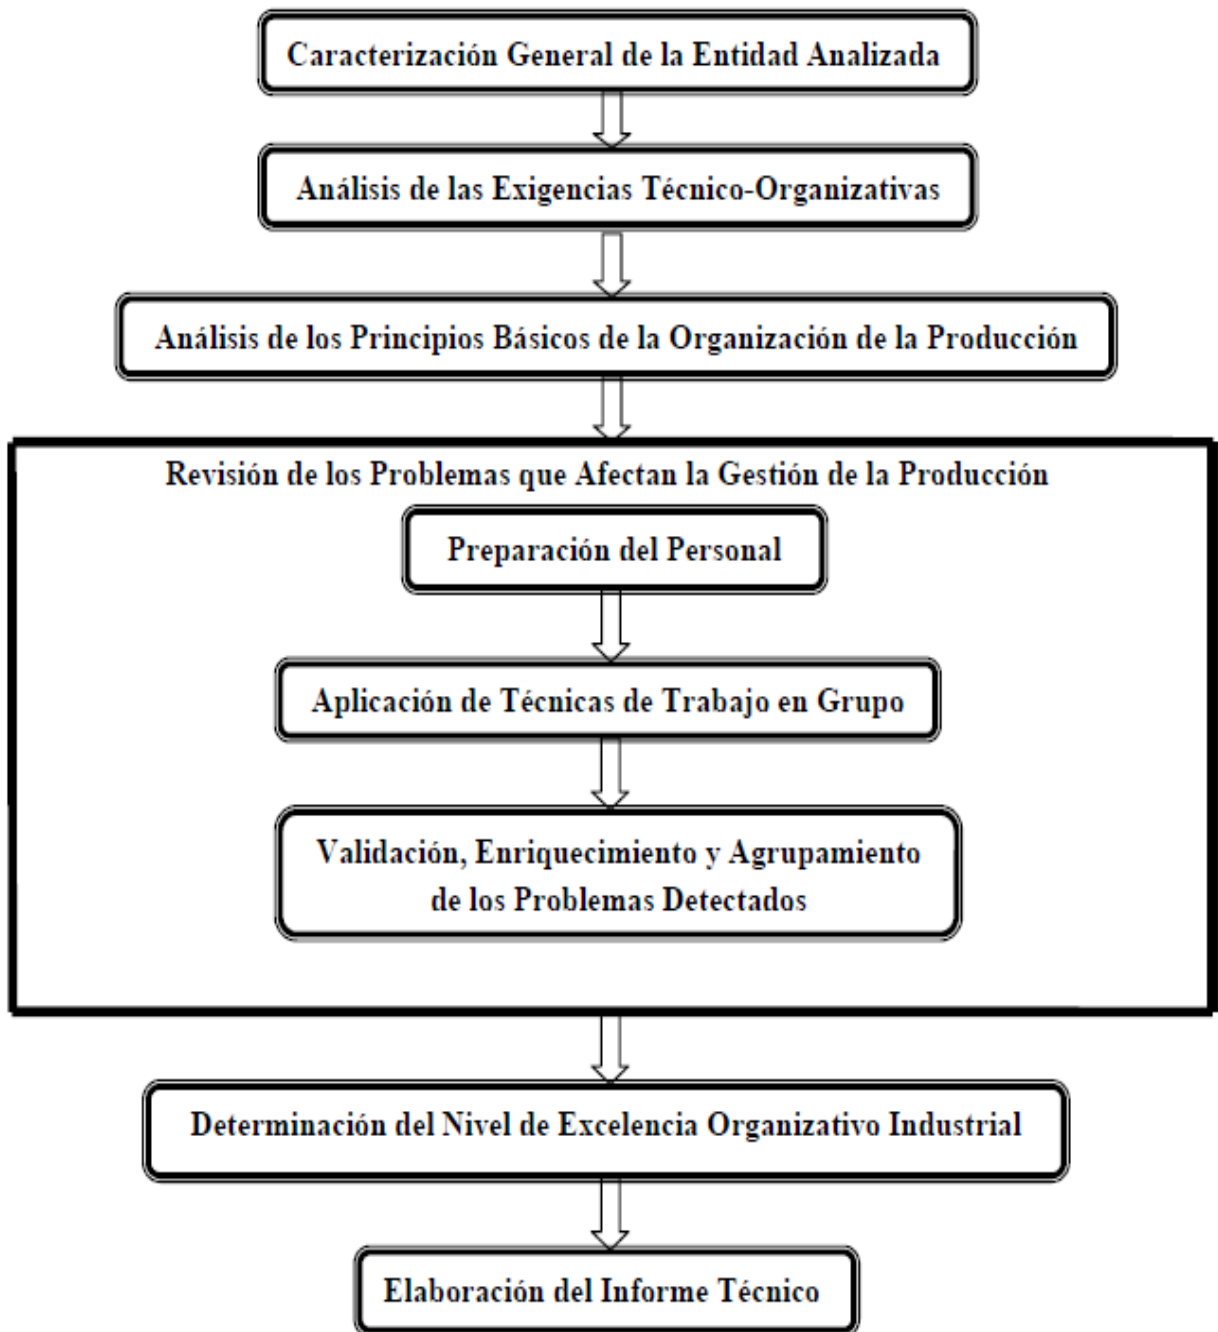 Caracterización General de la Entidad Analizada
Análisis de las Exigencias Técnico-Organizativas
Análisis de los Principios Básicos de la Organización de la Producción
Revisión de los Problemas que Afectan la Gestión de la Producción
Preparación del Personal
Aplicación de Técnicas de Trabajo en Grupo
Validación, Enriquecimiento y Agrupamiento
de los Problemas Detectados
Determinación del Nivel de Excelencia Organizativo Industrial
Elaboración del Informe Técnico